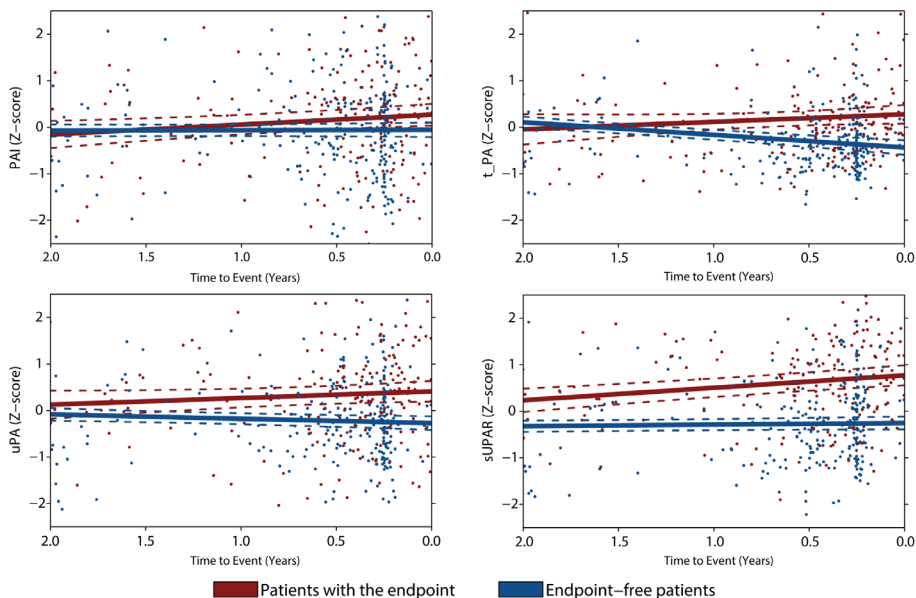 2
1
0
−1
−2
PAI (Z−score)
2.0 1.5 1.0 0.5 0.0
Time to Event (Years)
2
1
0
−1
−2
t_PA (Z−score)
2.0 1.5 1.0 0.5 0.0
Time to Event (Years)
2
1
0
−1
−2
uPA (Z−score)
2.0 1.5 1.0 0.5 0.0
Time to Event (Years)
2
1
0
−1
−2
sUPAR (Z−score)
2.0 1.5 1.0 0.5 0.0
Time to Event (Years)
Patients with the endpoint Endpoint−free patients